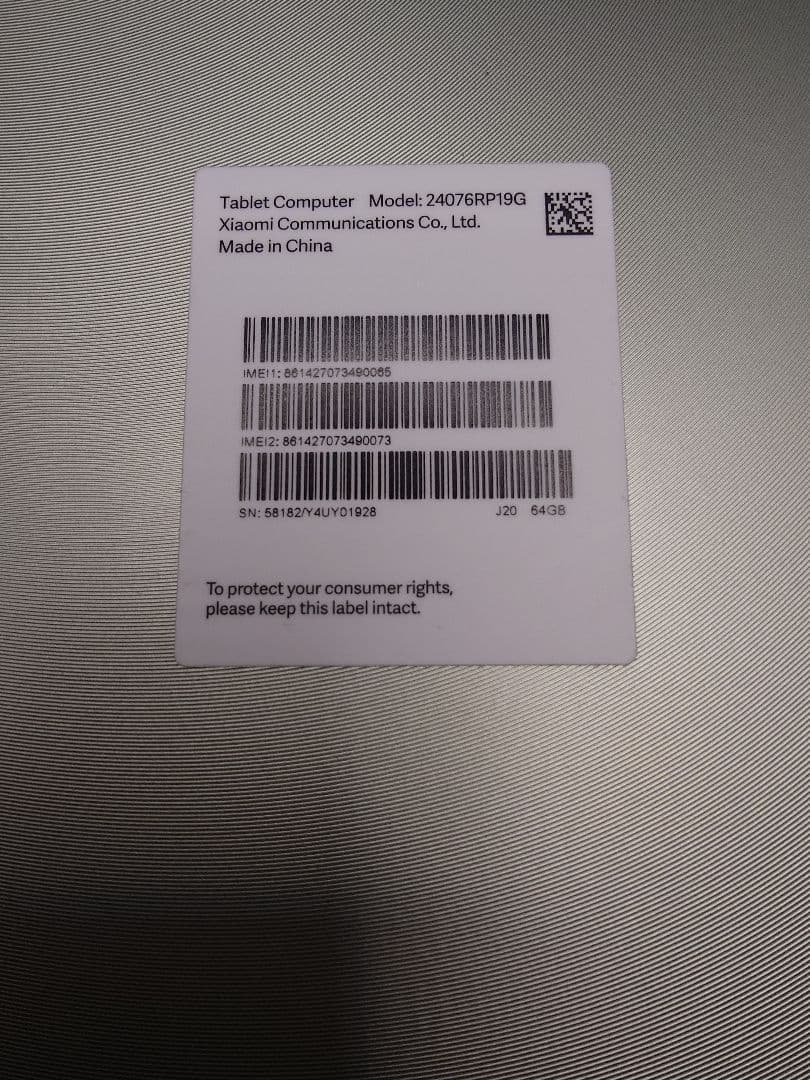 Tablet Computer Model: 24076RP19G
Xiaomi Communications Co., Ltd.
Made in China
IMEI1: 861427073490065
IMEI2: 861427073490073
SN: 58182/Y4UY01928 J20 64GB
To protect your consumer rights,
please keep this label intact.